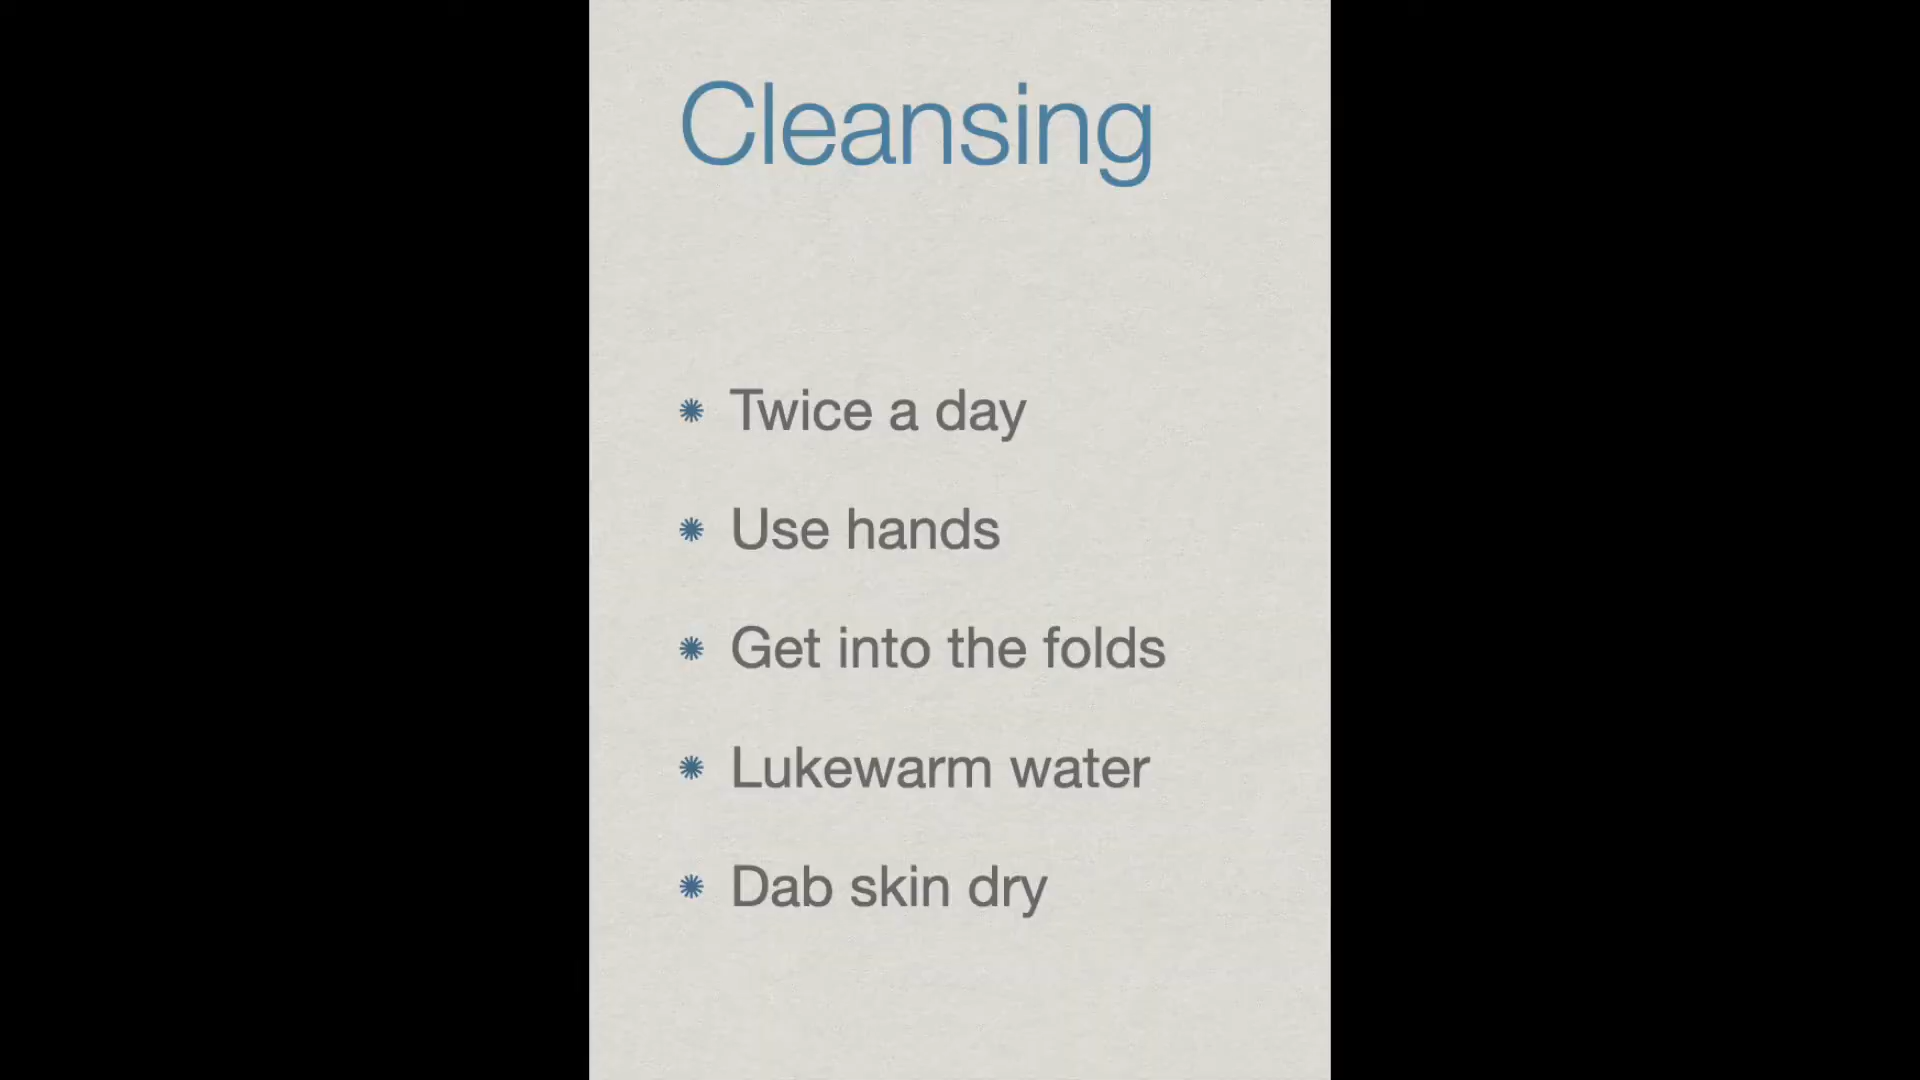 Cleansing
Twice a day
Use hands
Get into the folds
Lukewarm water
Dab skin dry